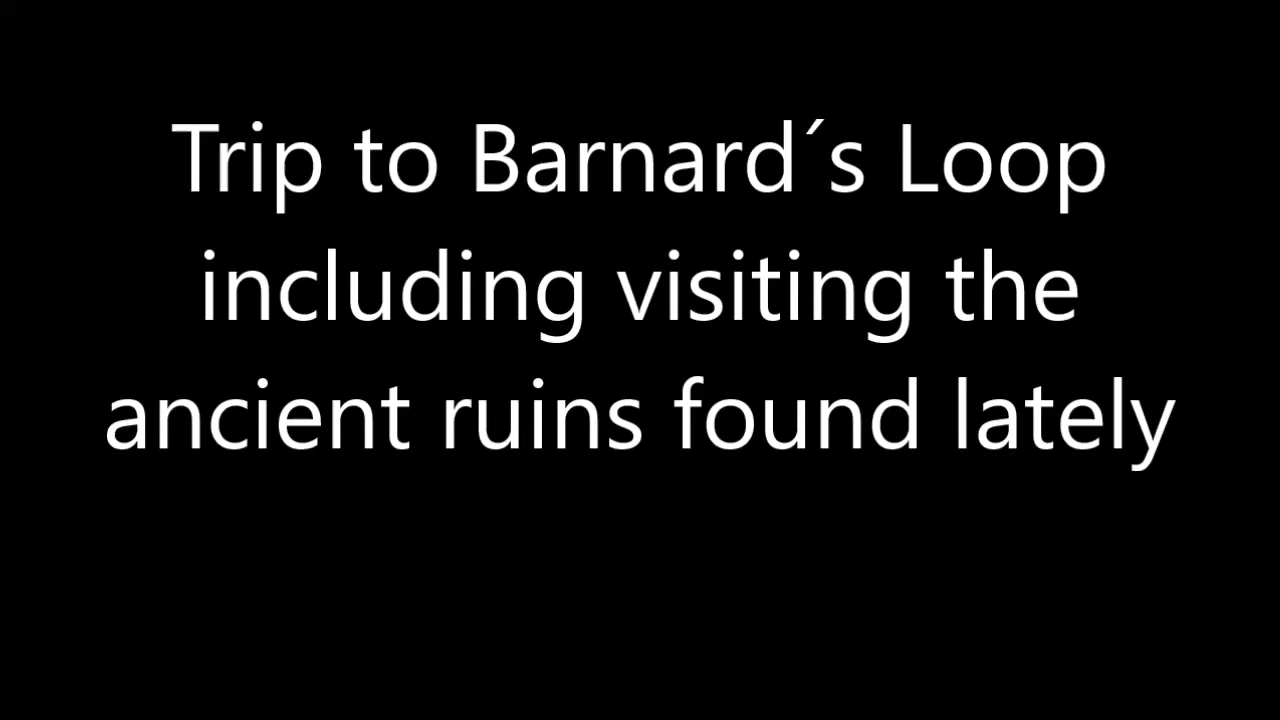 Trip to Barnard´s Loop
including visiting the
ancient ruins found lately